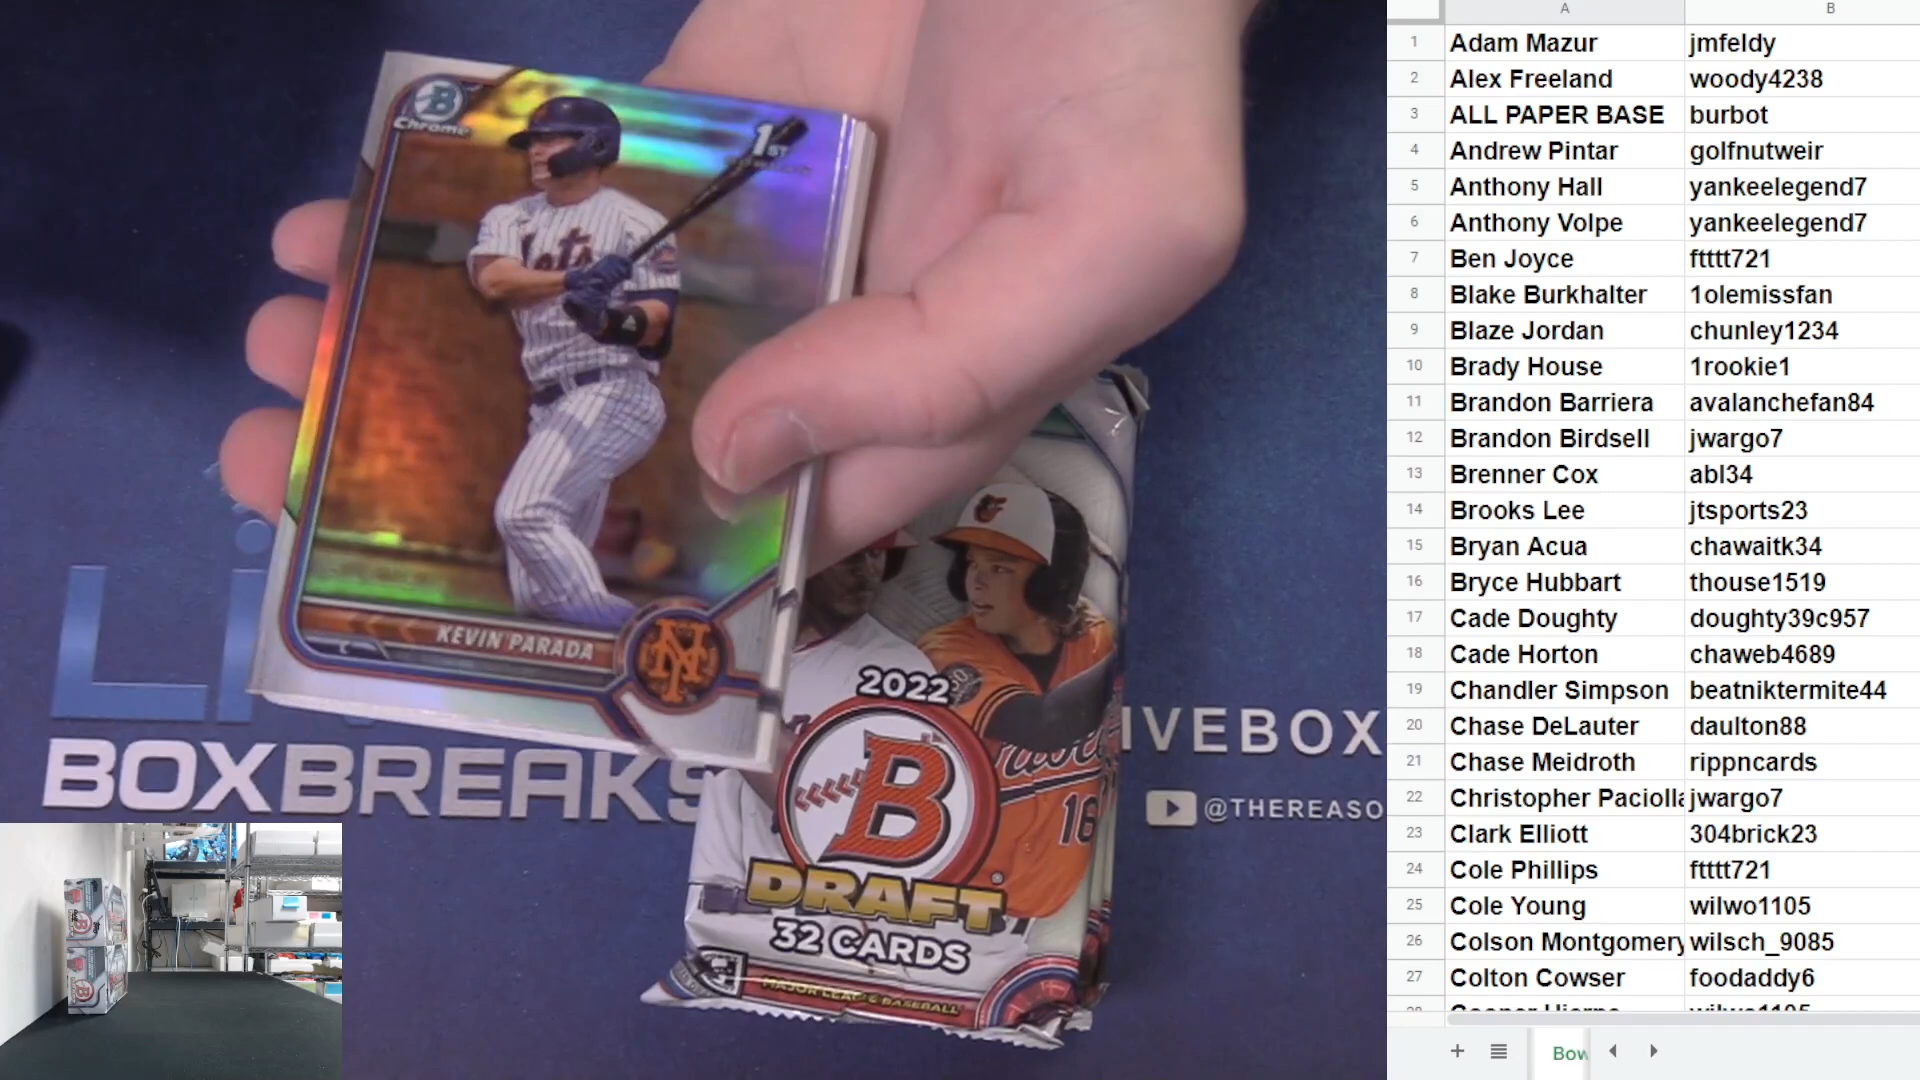 B
Chrome
1ST
Mets
KEVIN PARADA
NY
LI
BOXBREAKS
IVEBOX
@THEREASO
2022
B
16
DRAFT
32 CARDS
MAJOR LEAGUE BASEBALL
A B
1 Adam Mazur jmfeldy
2 Alex Freeland woody4238
3 ALL PAPER BASE burbot
4 Andrew Pintar golfnutweir
5 Anthony Hall yankeelegend7
6 Anthony Volpe yankeelegend7
7 Ben Joyce ftttt721
8 Blake Burkhalter 1olemissfan
9 Blaze Jordan chunley1234
10 Brady House 1rookie1
11 Brandon Barriera avalanchefan84
12 Brandon Birdsell jwargo7
13 Brenner Cox abl34
14 Brooks Lee jtsports23
15 Bryan Acua chawaitk34
16 Bryce Hubbart thouse1519
17 Cade Doughty doughty39c957
18 Cade Horton chaweb4689
19 Chandler Simpson beatniktermite44
20 Chase DeLauter daulton88
21 Chase Meidroth rippncards
22 Christopher Paciolla jwargo7
23 Clark Elliott 304brick23
24 Cole Phillips ftttt721
25 Cole Young wilwo1105
26 Colson Montgomery wilsch_9085
27 Colton Cowser foodaddy6
Bow